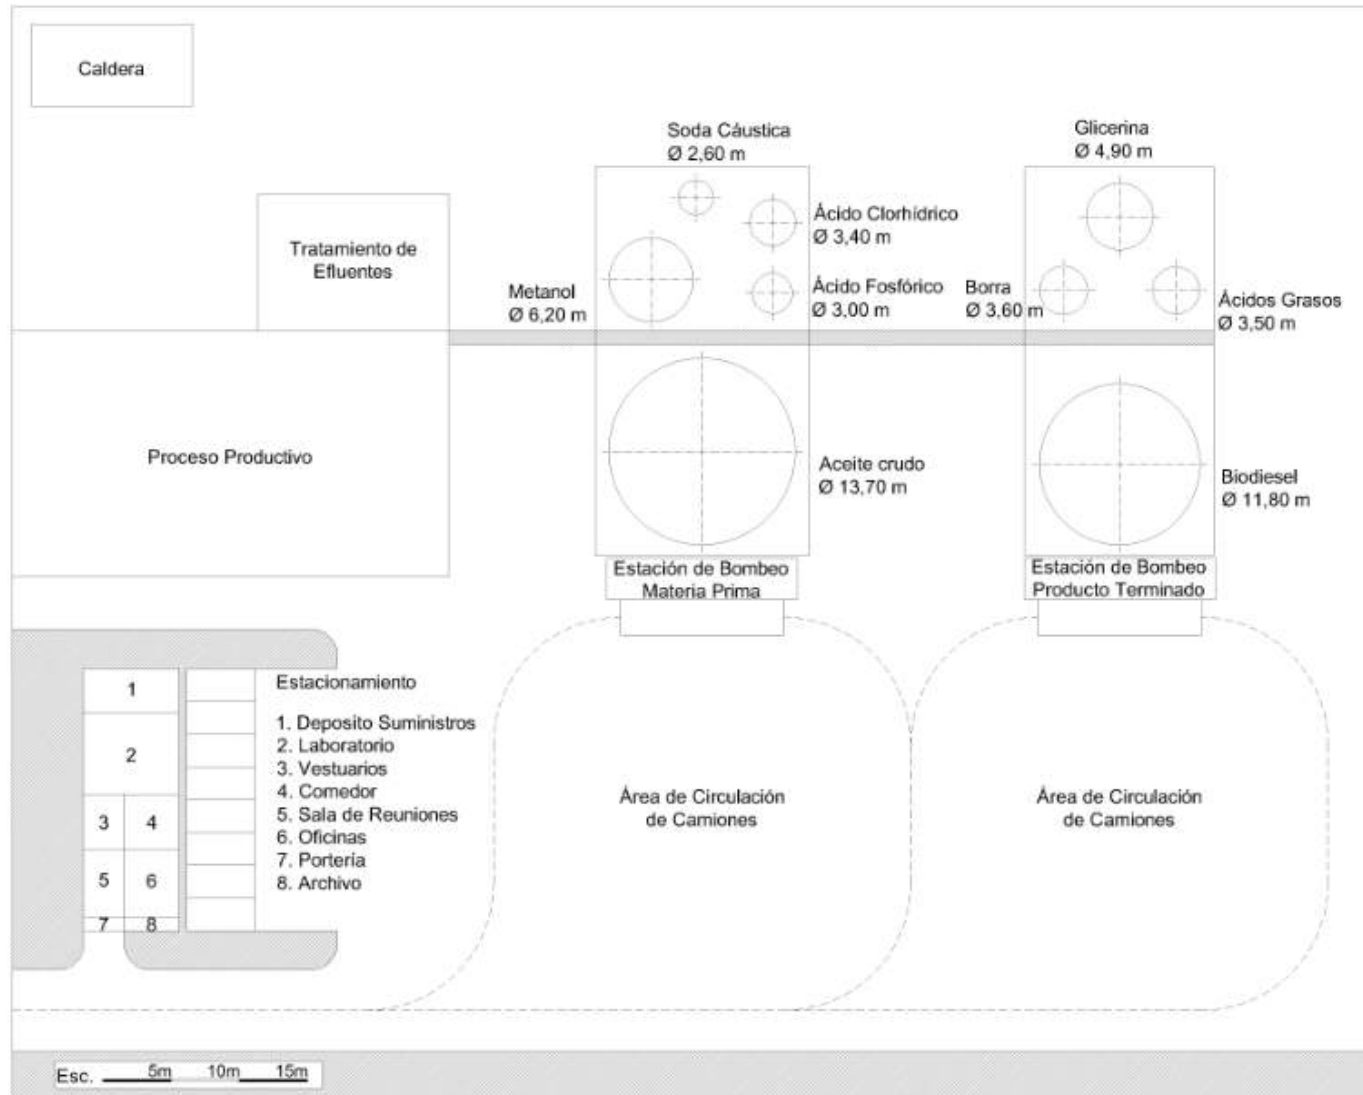 Caldera
Soda Cáustica
Ø 2,60 m
Glicerina
Ø 4,90 m
Tratamiento de
Efluentes
Ácido Clorhídrico
Ø 3,40 m
Metanol
Ø 6,20 m
Ácido Fosfórico
Ø 3,00 m
Borra
Ø 3,60 m
Ácidos Grasos
Ø 3,50 m
Proceso Productivo
Aceite crudo
Ø 13,70 m
Biodiesel
Ø 11,80 m
Estación de Bombeo
Materia Prima
Estación de Bombeo
Producto Terminado
1
2
3
4
5
6
7
8
Estacionamiento
1. Deposito Suministros
2. Laboratorio
3. Vestuarios
4. Comedor
5. Sala de Reuniones
6. Oficinas
7. Portería
8. Archivo
Área de Circulación
de Camiones
Área de Circulación
de Camiones
Esc. 5m 10m 15m